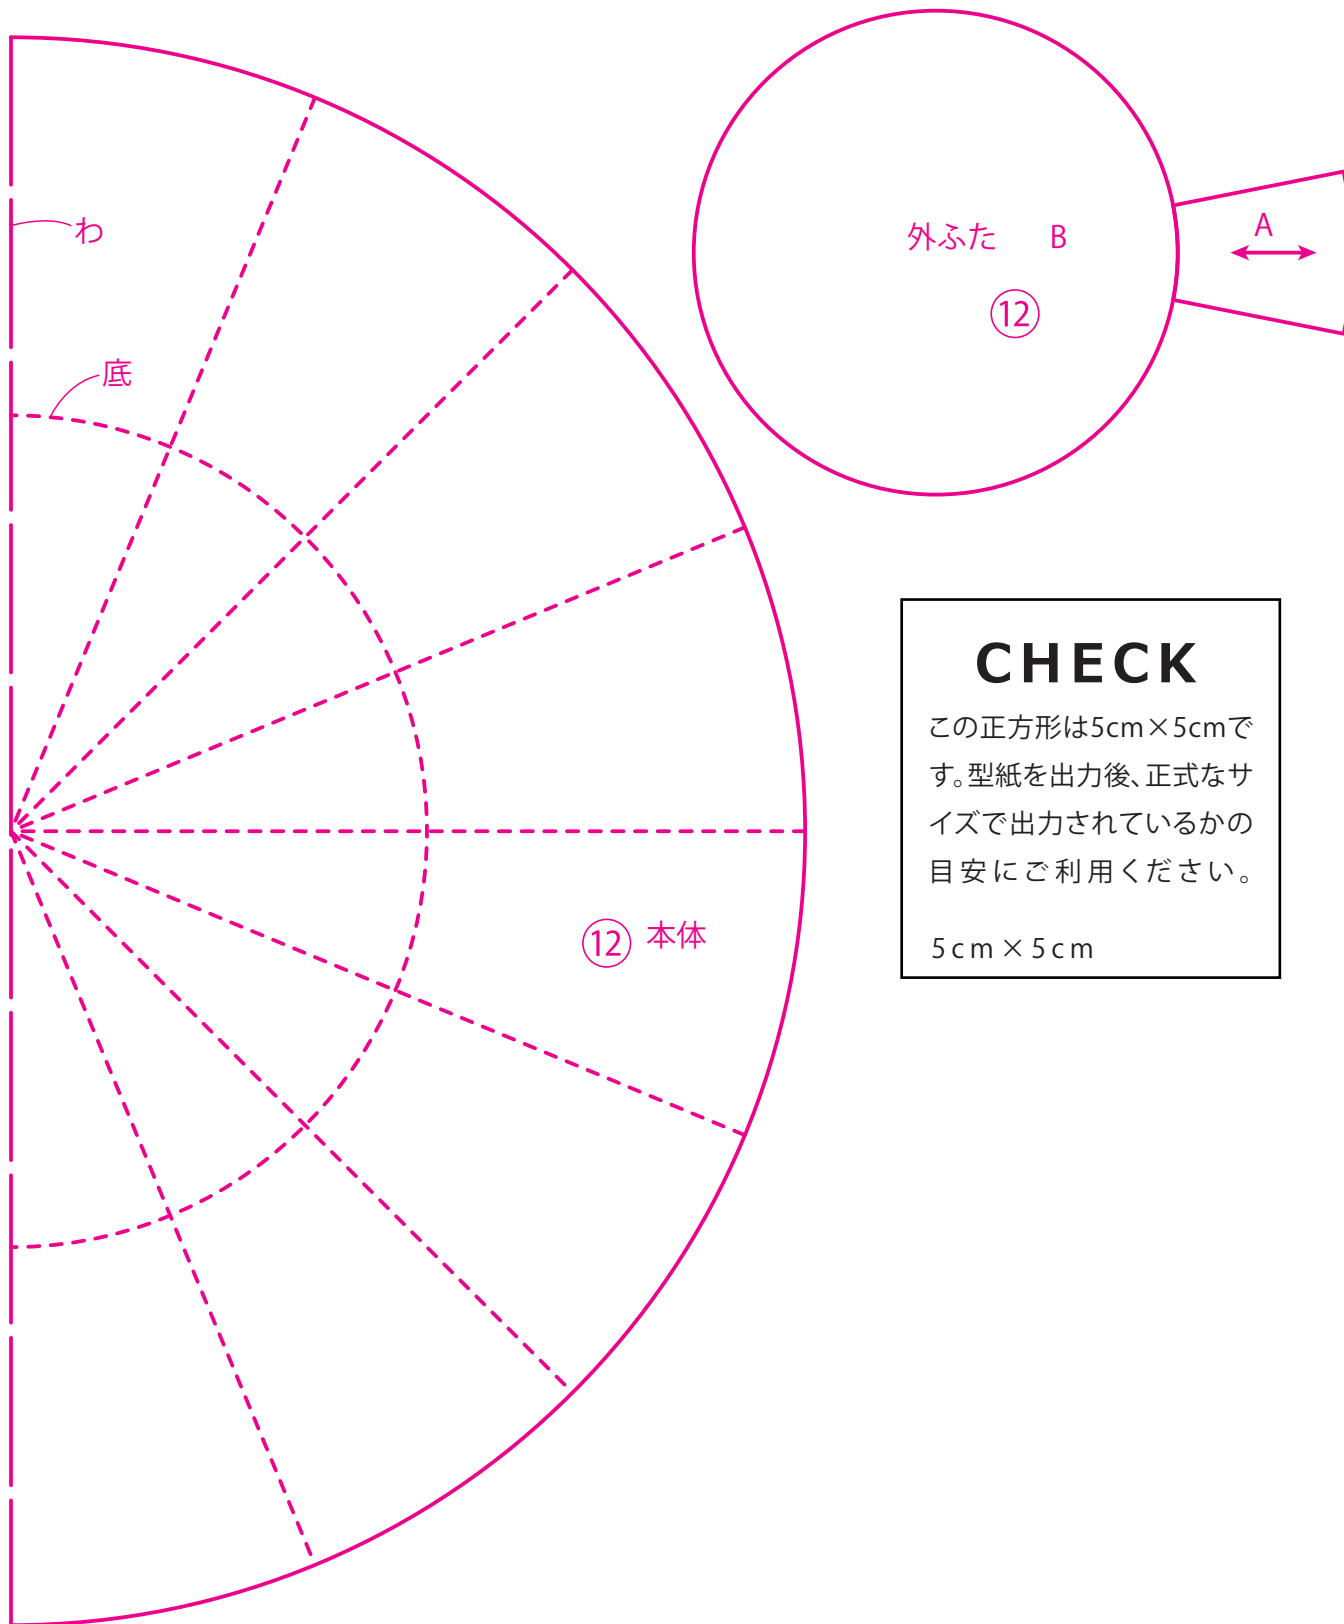 わ
底
⑫ 本体
外ふた B
⑫
A
CHECK
この正方形は5cm×5cmで
す。型紙を出力後、正式なサ
イズで出力されているかの
目安にご利用ください。
5cm×5cm